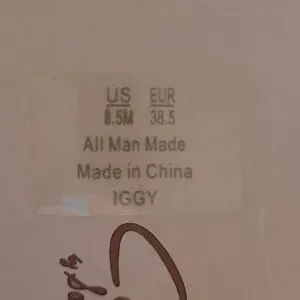 US EUR
8.5M 38.5
All Man Made
Made in China
IGGY